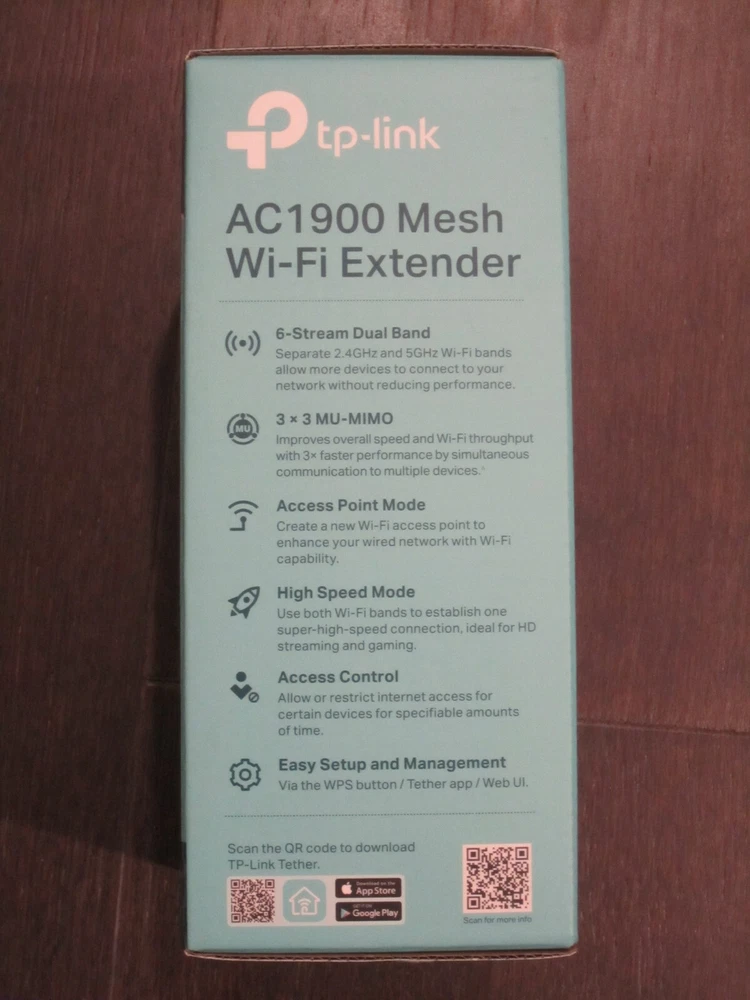 tp-link
AC1900 Mesh
Wi-Fi Extender
6-Stream Dual Band
Separate 2.4GHz and 5GHz Wi-Fi bands
allow more devices to connect to your
network without reducing performance.
MU
3 × 3 MU-MIMO
Improves overall speed and Wi-Fi throughput
with 3× faster performance by simultaneous
communication to multiple devices.
Access Point Mode
Create a new Wi-Fi access point to
enhance your wired network with Wi-Fi
capability.
High Speed Mode
Use both Wi-Fi bands to establish one
super-high-speed connection, ideal for HD
streaming and gaming.
Access Control
Allow or restrict internet access for
certain devices for specifiable amounts
of time.
Easy Setup and Management
Via the WPS button / Tether app / Web UI.
Scan the QR code to download
TP-Link Tether.
Download on the
App Store
GET IT ON
Google Play
Scan for more info